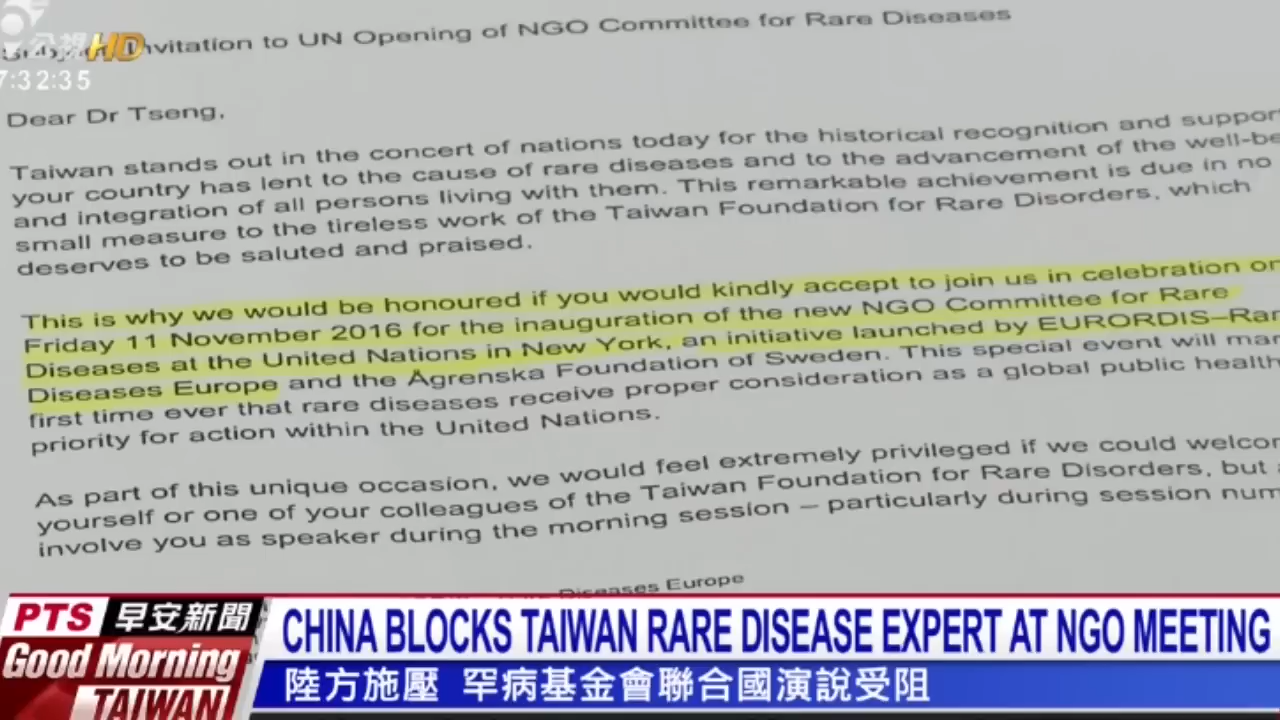 公視HD
Invitation to UN Opening of NGO Committee for Rare Diseases
7:32:35
Dear Dr Tseng,
Taiwan stands out in the concert of nations today for the historical recognition and support
your country has lent to the cause of rare diseases and to the advancement of the well-be
and integration of all persons living with them. This remarkable achievement is due in no
small measure to the tireless work of the Taiwan Foundation for Rare Disorders, which
deserves to be saluted and praised.
This is why we would be honoured if you would kindly accept to join us in celebration on
Friday 11 November 2016 for the inauguration of the new NGO Committee for Rare
Diseases at the United Nations in New York, an initiative launched by EURORDIS–Rar
Diseases Europe and the Ågrenska Foundation of Sweden. This special event will mar
first time ever that rare diseases receive proper consideration as a global public health
priority for action within the United Nations.
As part of this unique occasion, we would feel extremely privileged if we could welcom
yourself or one of your colleagues of the Taiwan Foundation for Rare Disorders, but a
involve you as speaker during the morning session – particularly during session num
Diseases Europe
PTS 早安新聞
Good Morning
TAIWAN
CHINA BLOCKS TAIWAN RARE DISEASE EXPERT AT NGO MEETING
陸方施壓 罕病基金會聯合國演說受阻